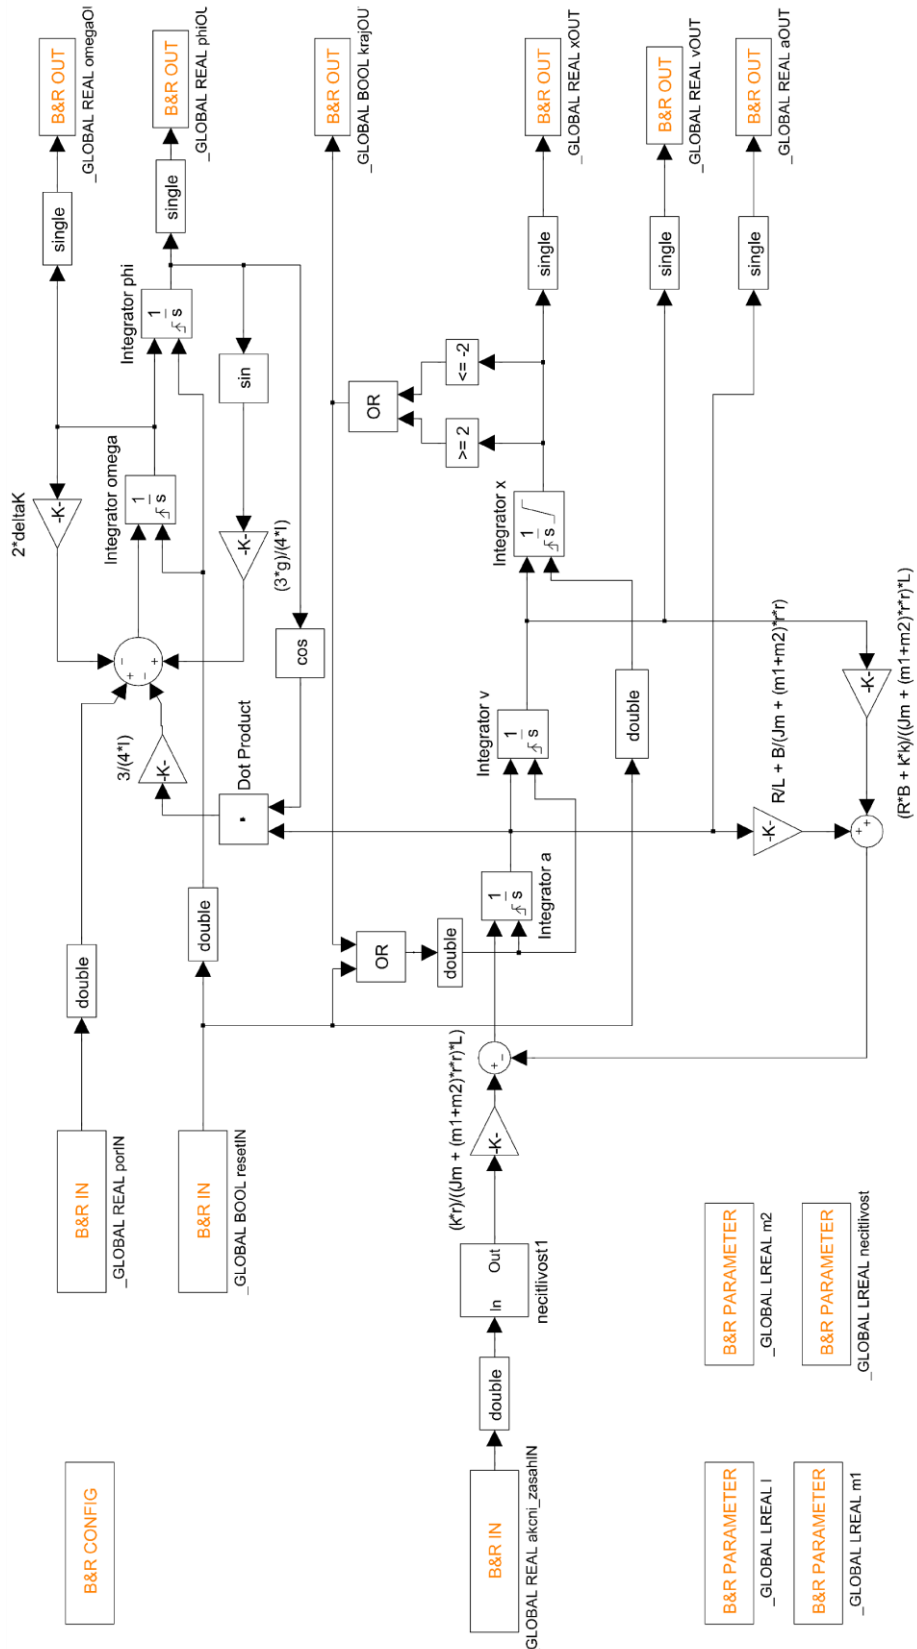 B&R CONFIG
B&R IN
_GLOBAL REAL porIN
double
B&R IN
_GLOBAL BOOL resetIN
double
2*deltaK
-K-
single
B&R OUT
_GLOBAL REAL omegaO
+
−
−
+
Integrator omega
1
s
Integrator phi
1
s
single
B&R OUT
_GLOBAL REAL phiOU
3/(4*l)
-K-
(3*g)/(4*l)
-K-
sin
cos
Dot Product
OR
double
OR
>= 2
<= -2
B&R OUT
_GLOBAL BOOL krajOU
B&R IN
GLOBAL REAL akcni_zasahIN
double
In
Out
necitlivost1
(k*r)/((Jm + (m1+m2)*r*r)*L)
-K-
+
−
Integrator a
1
s
Integrator v
1
s
Integrator x
1
s
double
single
B&R OUT
_GLOBAL REAL xOUT
single
B&R OUT
_GLOBAL REAL vOUT
single
B&R OUT
_GLOBAL REAL aOUT
R/L + B/(Jm + (m1+m2)*r*r)
-K-
(R*B + k*k)/((Jm + (m1+m2)*r*r)*L)
-K-
+
+
B&R PARAMETER
_GLOBAL LREAL l
B&R PARAMETER
_GLOBAL LREAL m2
B&R PARAMETER
_GLOBAL LREAL m1
B&R PARAMETER
_GLOBAL LREAL necitlivost